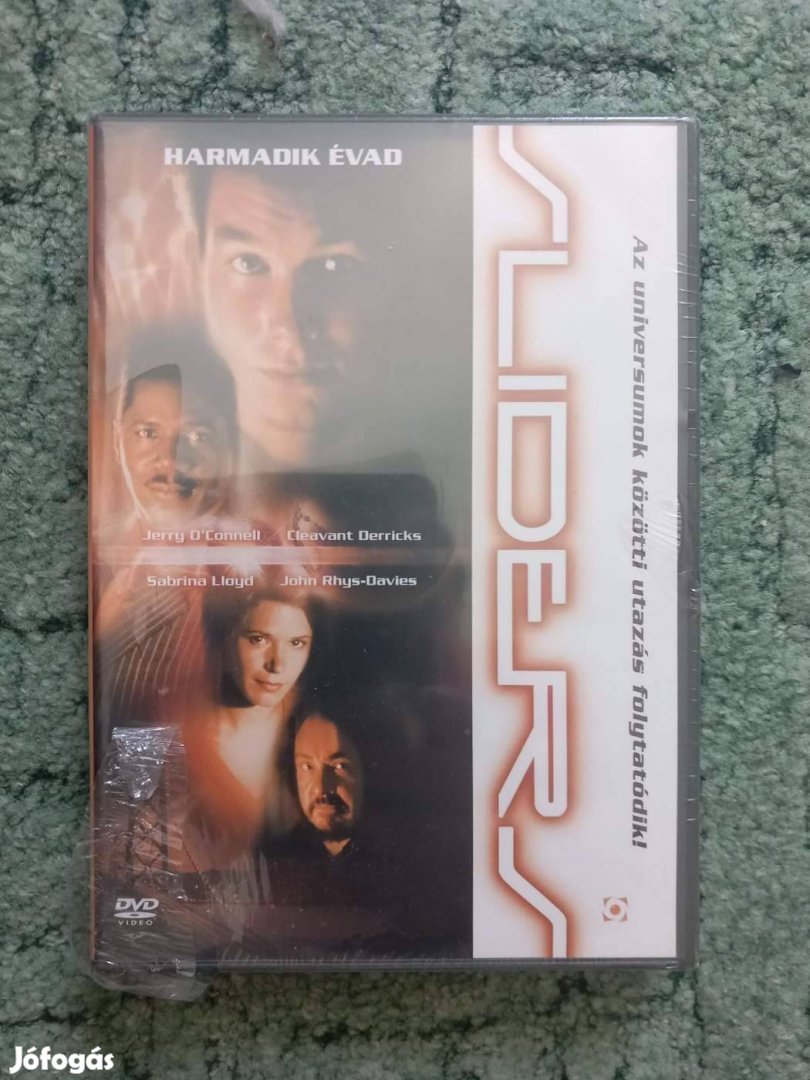 HARMADIK ÉVAD
Jerry O'Connell Cleavant Derricks
Sabrina Lloyd John Rhys-Davies
SLIDERS
Az universumok közötti utazás folytatódik!
DVD
VIDEO
Jófogás